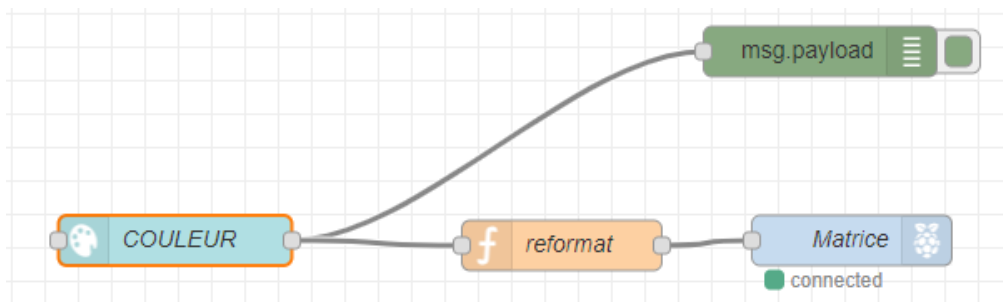 msg.payload
COULEUR
reformat
Matrice
connected